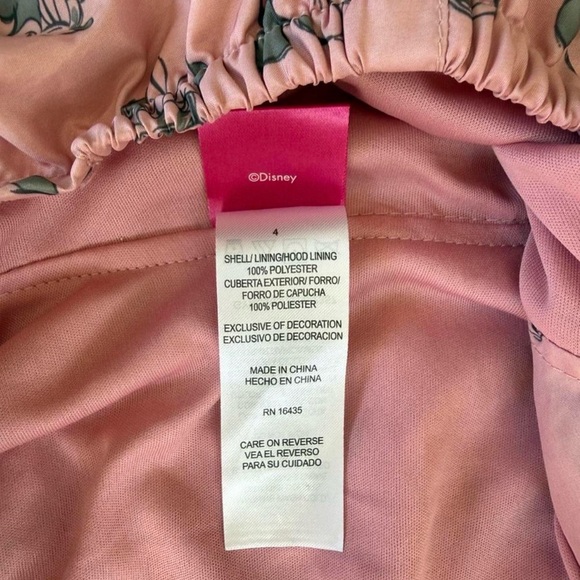 ©Disney
4
SHELL/ LINING/HOOD LINING
100% POLYESTER
CUBIERTA EXTERIOR/ FORRO/
FORRO DE CAPUCHA
100% POLIESTER
EXCLUSIVE OF DECORATION
EXCLUSIVO DE DECORACION
MADE IN CHINA
HECHO EN CHINA
RN 16435
CARE ON REVERSE
VEA EL REVERSO
PARA SU CUIDADO